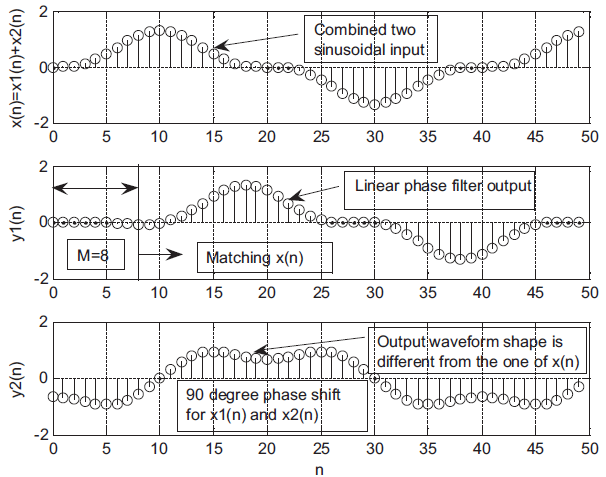 x(n)=x1(n)+x2(n)
2
0
-2
Combined two
sinusoidal input
0 5 10 15 20 25 30 35 40 45 50
y1(n)
2
0
-2
Linear phase filter output
M=8
Matching x(n)
0 5 10 15 20 25 30 35 40 45 50
y2(n)
2
0
-2
Output waveform shape is
different from the one of x(n)
90 degree phase shift
for x1(n) and x2(n)
0 5 10 15 20 25 30 35 40 45 50
n